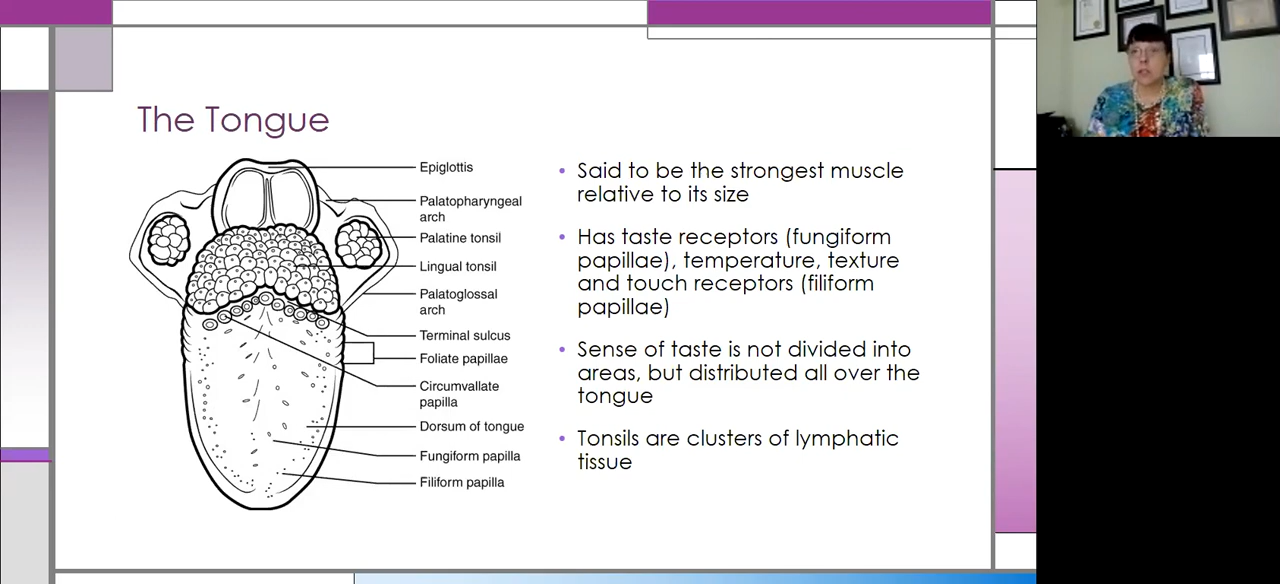 The Tongue
Epiglottis
Palatopharyngeal
arch
Palatine tonsil
Lingual tonsil
Palatoglossal
arch
Terminal sulcus
Foliate papillae
Circumvallate
papilla
Dorsum of tongue
Fungiform papilla
Filiform papilla
• Said to be the strongest muscle
relative to its size
• Has taste receptors (fungiform
papillae), temperature, texture
and touch receptors (filiform
papillae)
• Sense of taste is not divided into
areas, but distributed all over the
tongue
• Tonsils are clusters of lymphatic
tissue